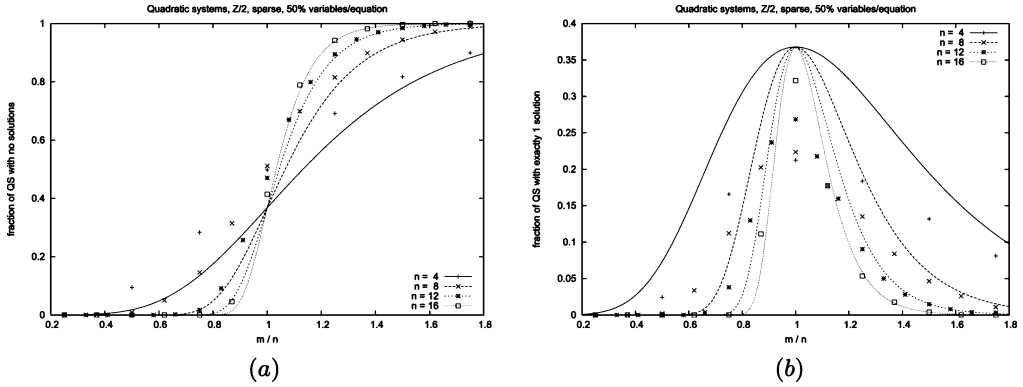 Quadratic systems, Z/2, sparse, 50% variables/equation
fraction of QS with no solutions
1
0.8
0.6
0.4
0.2
0
n = 4
n = 8
n = 12
n = 16
0.2 0.4 0.6 0.8 1 1.2 1.4 1.6 1.8
m / n
(a)
Quadratic systems, Z/2, sparse, 50% variables/equation
fraction of QS with exactly 1 solution
0.4
0.35
0.3
0.25
0.2
0.15
0.1
0.05
0
n = 4
n = 8
n = 12
n = 16
0.2 0.4 0.6 0.8 1 1.2 1.4 1.6 1.8
m / n
(b)